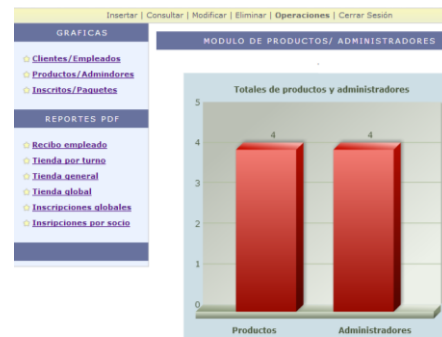 Insertar | Consultar | Modificar | Eliminar | Operaciones | Cerrar Sesión
GRAFICAS
Clientes/Empleados
Productos/Admindores
Inscritos/Paquetes
REPORTES PDF
Recibo empleado
Tienda por turno
Tienda general
Tienda global
Inscripciones globales
Insripciones por socio
MODULO DE PRODUCTOS/ ADMINISTRADORES
Totales de productos y administradores
5
4
3
2
1
0
4 4
Productos Administradores